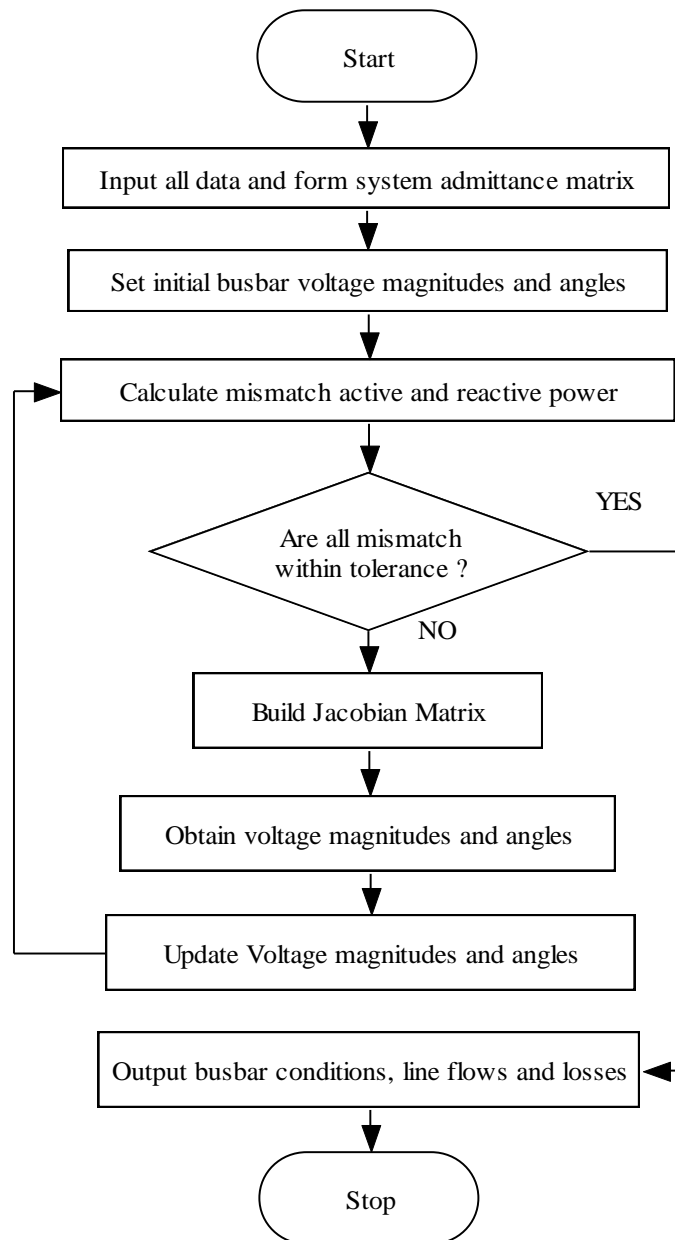 Start
Input all data and form system admittance matrix
Set initial busbar voltage magnitudes and angles
Calculate mismatch active and reactive power
YES
Are all mismatch
within tolerance ?
NO
Build Jacobian Matrix
Obtain voltage magnitudes and angles
Update Voltage magnitudes and angles
Output busbar conditions, line flows and losses
Stop